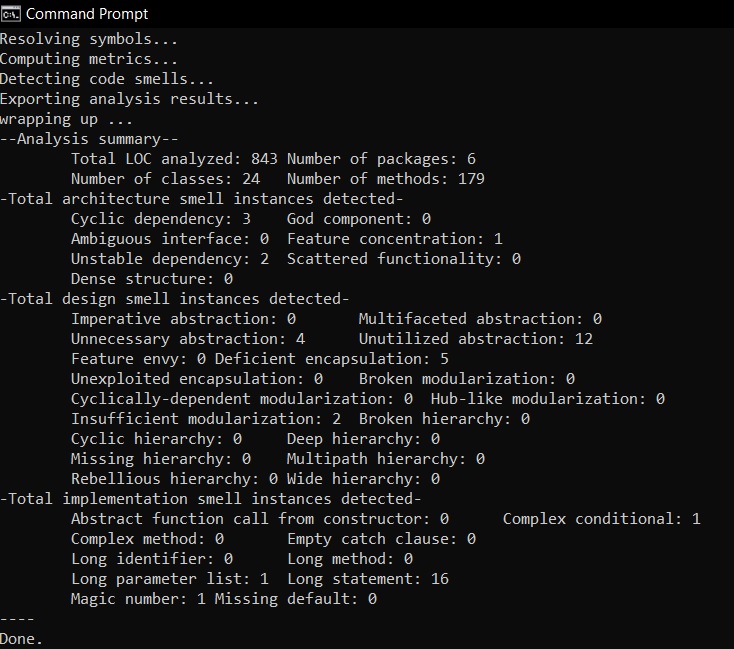 Command Prompt
Resolving symbols...
Computing metrics...
Detecting code smells...
Exporting analysis results...
wrapping up ...
--Analysis summary--
Total LOC analyzed: 843 Number of packages: 6
Number of classes: 24 Number of methods: 179
-Total architecture smell instances detected-
Cyclic dependency: 3 God component: 0
Ambiguous interface: 0 Feature concentration: 1
Unstable dependency: 2 Scattered functionality: 0
Dense structure: 0
-Total design smell instances detected-
Imperative abstraction: 0 Multifaceted abstraction: 0
Unnecessary abstraction: 4 Unutilized abstraction: 12
Feature envy: 0 Deficient encapsulation: 5
Unexploited encapsulation: 0 Broken modularization: 0
Cyclically-dependent modularization: 0 Hub-like modularization: 0
Insufficient modularization: 2 Broken hierarchy: 0
Cyclic hierarchy: 0 Deep hierarchy: 0
Missing hierarchy: 0 Multipath hierarchy: 0
Rebellious hierarchy: 0 Wide hierarchy: 0
-Total implementation smell instances detected-
Abstract function call from constructor: 0 Complex conditional: 1
Complex method: 0 Empty catch clause: 0
Long identifier: 0 Long method: 0
Long parameter list: 1 Long statement: 16
Magic number: 1 Missing default: 0
----
Done.